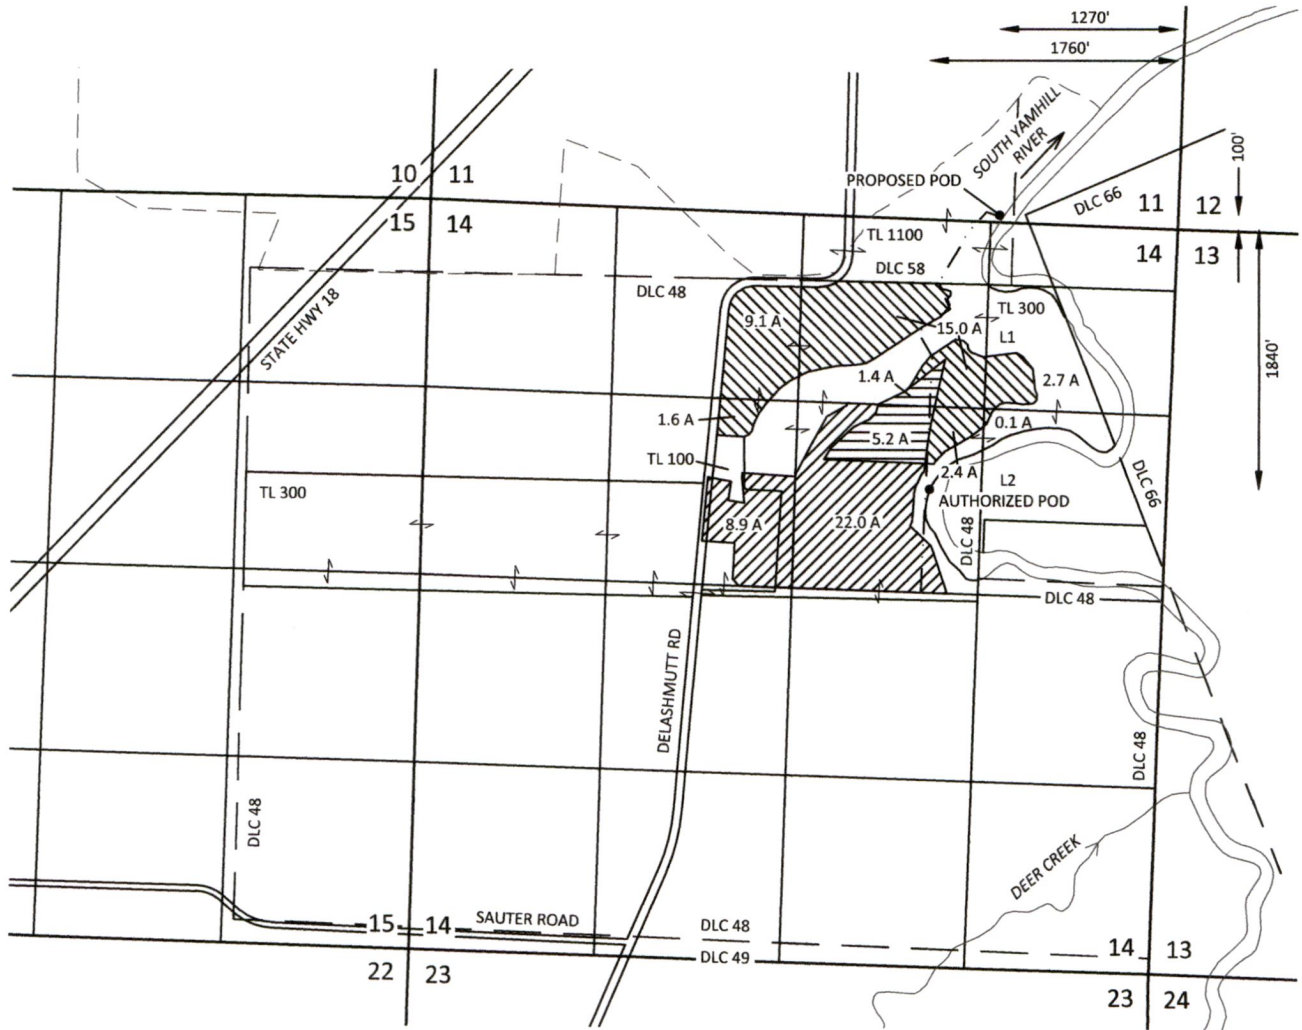 1270'
1760'
100'
SOUTH YAMHILL
RIVER
10 11
PROPOSED POD
DLC 66
11 12
15 14
TL 1100
14 13
DLC 58
DLC 48
STATE HWY 18
9.1 A
TL 300
15.0 A
L1
1840'
1.4 A
2.7 A
1.6 A
0.1 A
5.2 A
TL 100
2.4 A
L2
DLC 66
TL 300
AUTHORIZED POD
8.9 A
22.0 A
DLC 48
DLC 48
DELASHMUTT RD
DLC 48
DLC 48
DEER CREEK
15 14
SAUTER ROAD
DLC 48
14 13
DLC 49
22 23
23 24